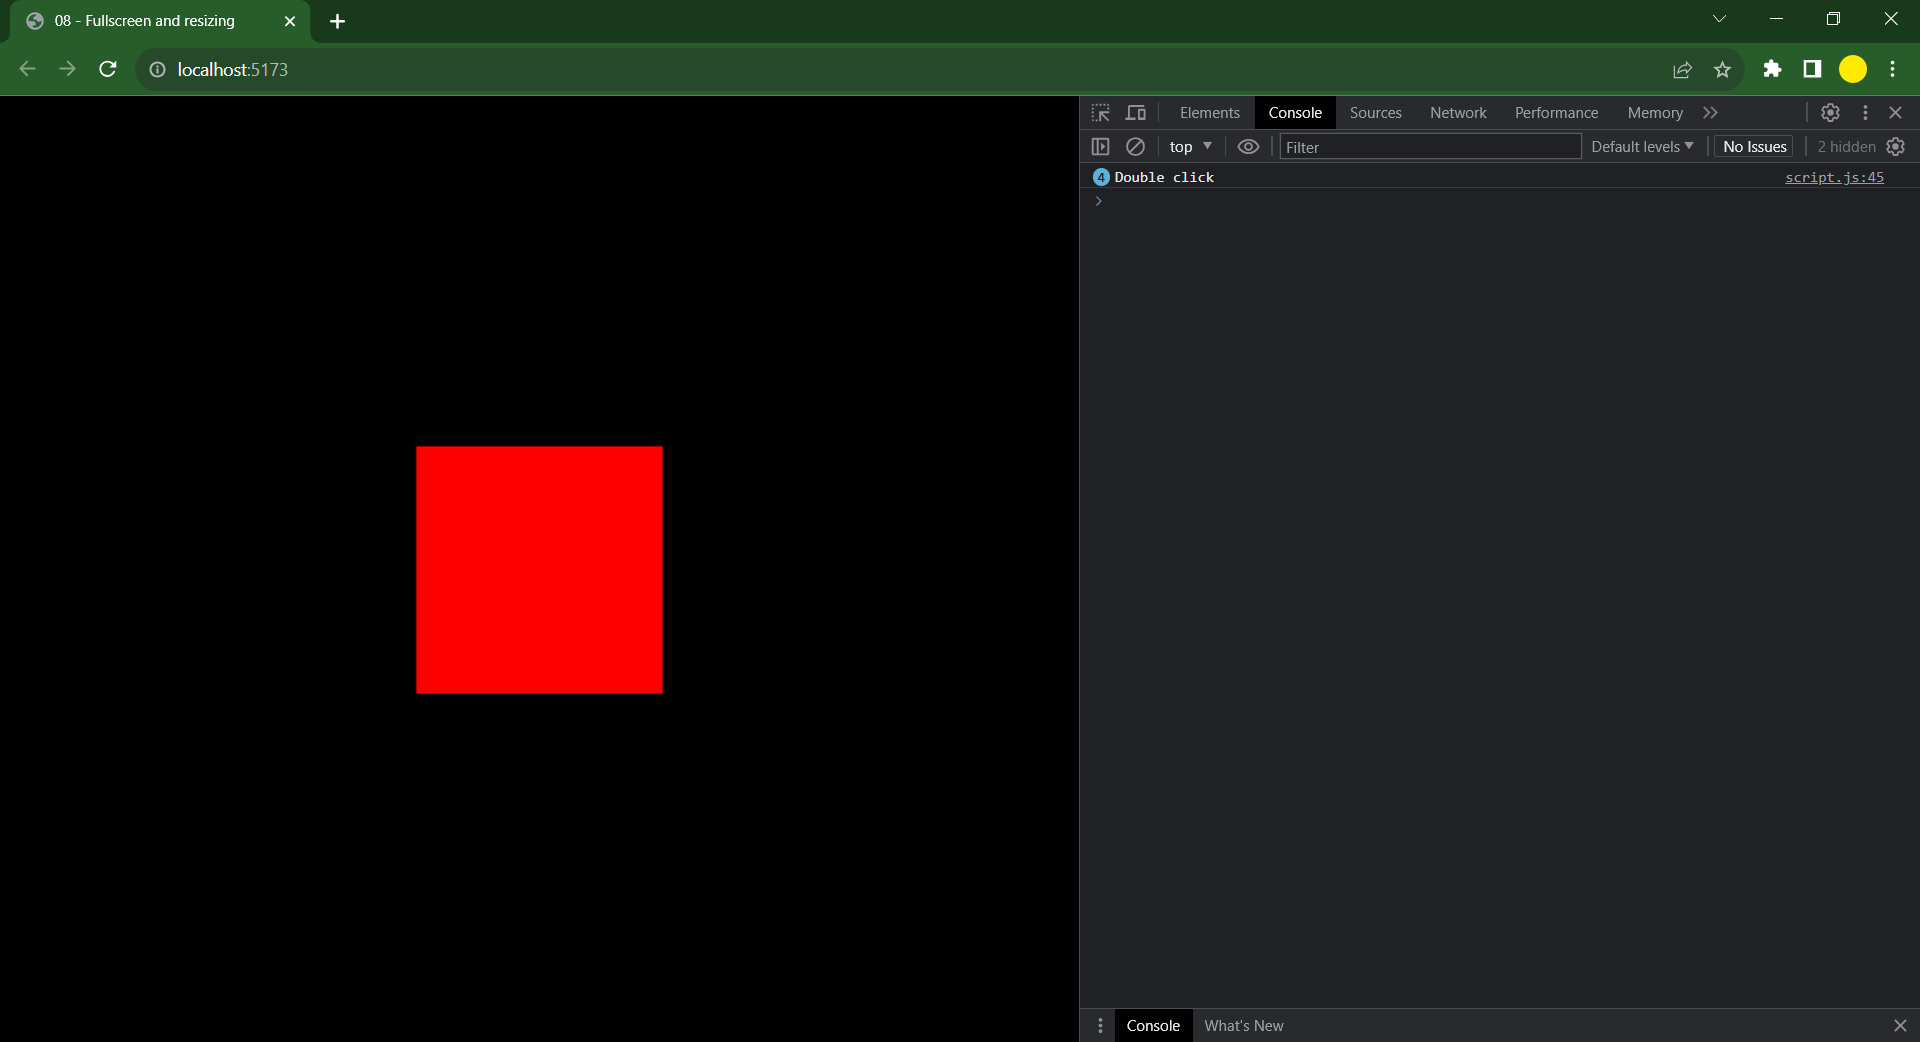 08 - Fullscreen and resizing
localhost:5173
Elements Console Sources Network Performance Memory
top Filter Default levels No Issues 2 hidden
4 Double click script.js:45
Console What's New